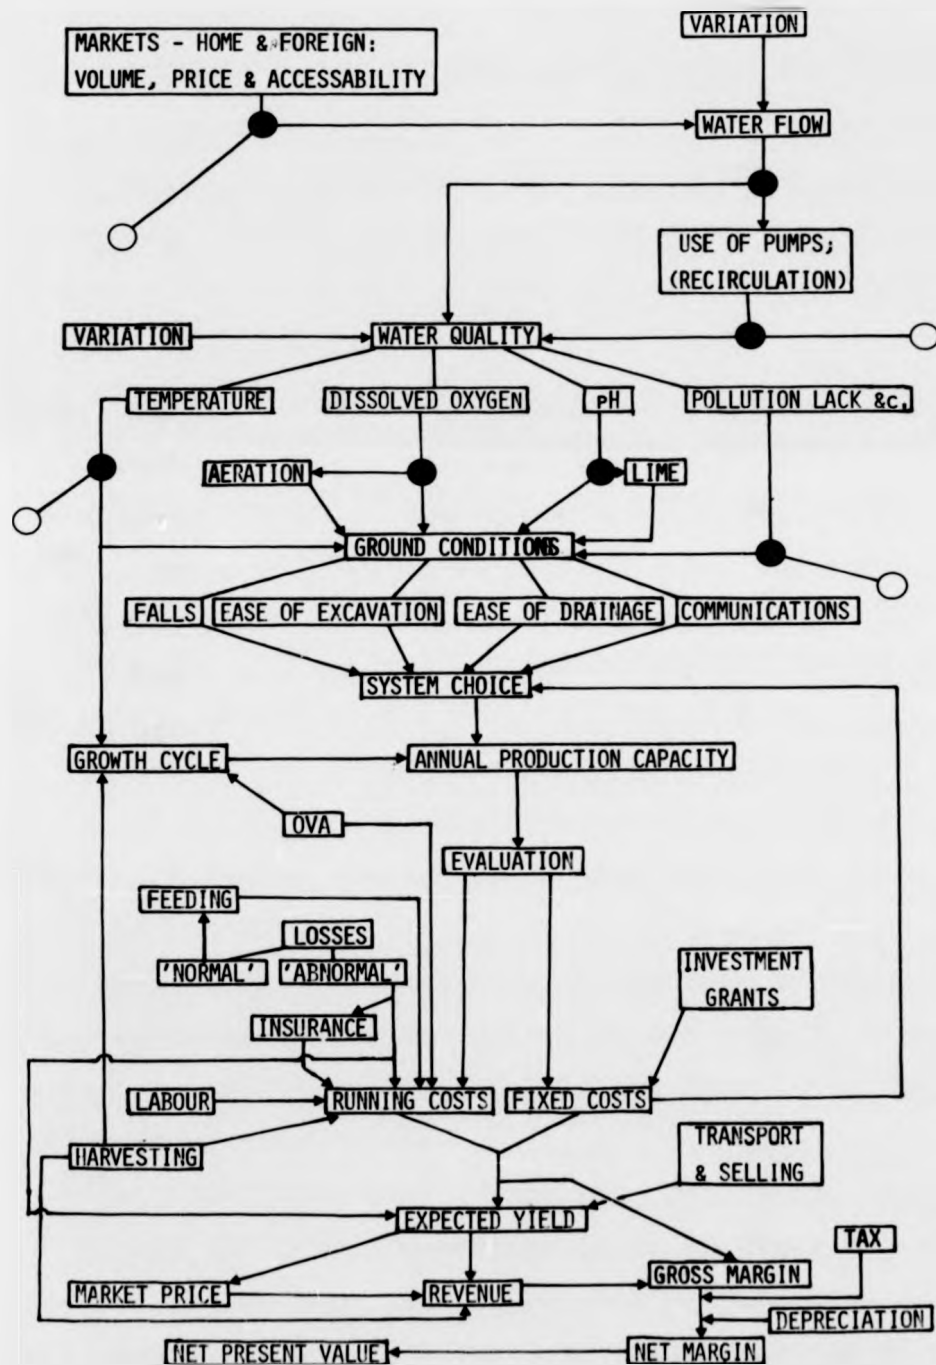 VARIATION
MARKETS - HOME & FOREIGN:
VOLUME, PRICE & ACCESSABILITY
WATER FLOW
USE OF PUMPS;
(RECIRCULATION)
VARIATION
WATER QUALITY
TEMPERATURE
DISSOLVED OXYGEN
pH
POLLUTION LACK &c.
AERATION
LIME
GROUND CONDITIONS
FALLS
EASE OF EXCAVATION
EASE OF DRAINAGE
COMMUNICATIONS
SYSTEM CHOICE
GROWTH CYCLE
ANNUAL PRODUCTION CAPACITY
OVA
EVALUATION
FEEDING
LOSSES
'NORMAL'
'ABNORMAL'
INVESTMENT
GRANTS
INSURANCE
LABOUR
RUNNING COSTS
FIXED COSTS
HARVESTING
TRANSPORT
& SELLING
EXPECTED YIELD
TAX
GROSS MARGIN
MARKET PRICE
REVENUE
DEPRECIATION
NET PRESENT VALUE
NET MARGIN